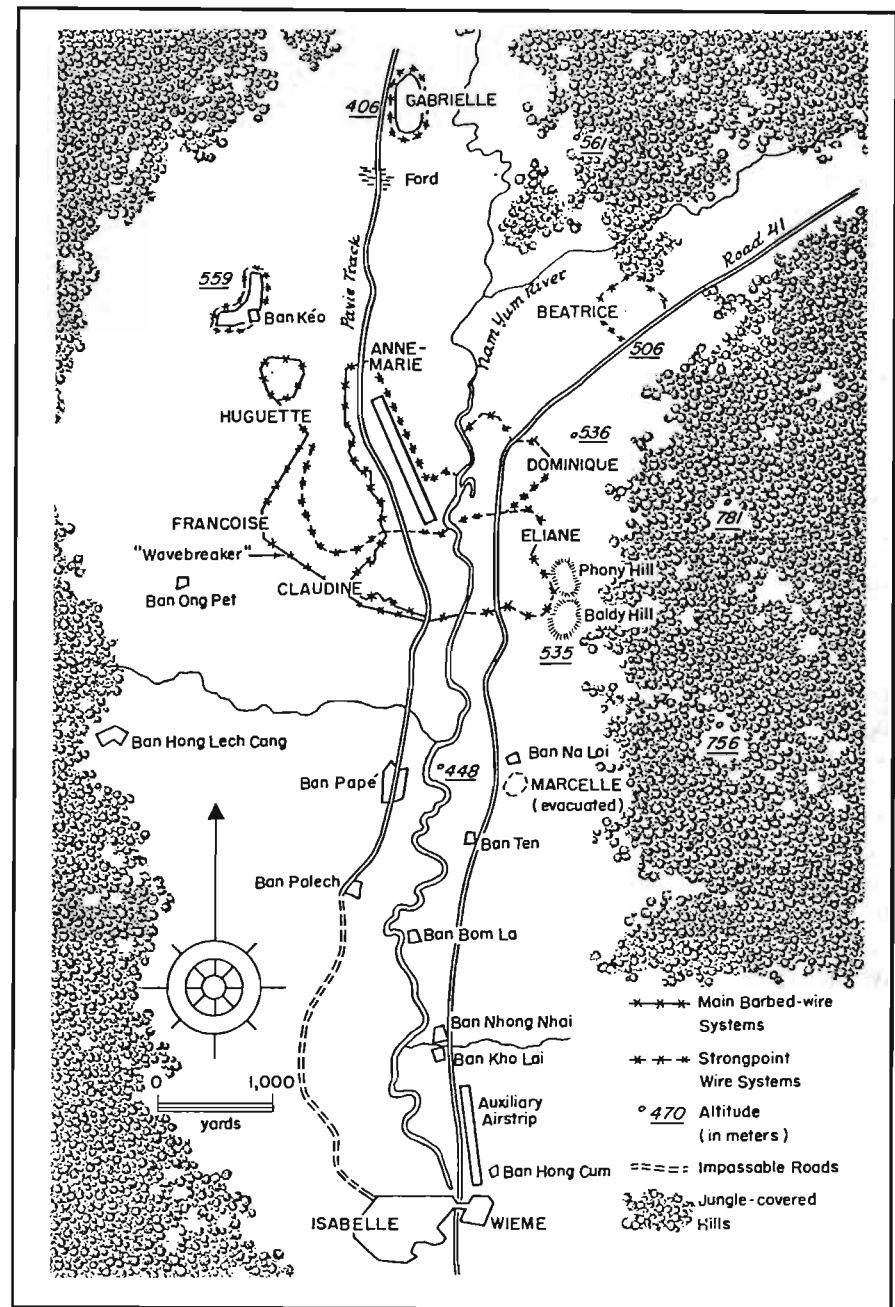 GABRIELLE
406
561
Ford
Pavie Track
Road 41
559
Ban Kéo
Nam Yum River
BEATRICE
506
ANNE-
MARIE
HUGUETTE
536
DOMINIQUE
781
FRANCOISE
ELIANE
"Wavebreaker"
Phony Hill
CLAUDINE
Ban Ong Pet
Baldy Hill
535
756
Ban Hong Lech Cang
Ban Na Loi
448
Ban Papé
MARCELLE
(evacuated)
Ban Ten
Ban Palech
Ban Bom La
Main Barbed-wire
Systems
Ban Nhong Nhai
Ban Kho Lai
Strongpoint
Wire Systems
0 1,000
yards
Auxiliary
Airstrip
470 Altitude
(in meters)
Ban Hong Cum
Impassable Roads
ISABELLE
WIEME
Jungle-covered
Hills